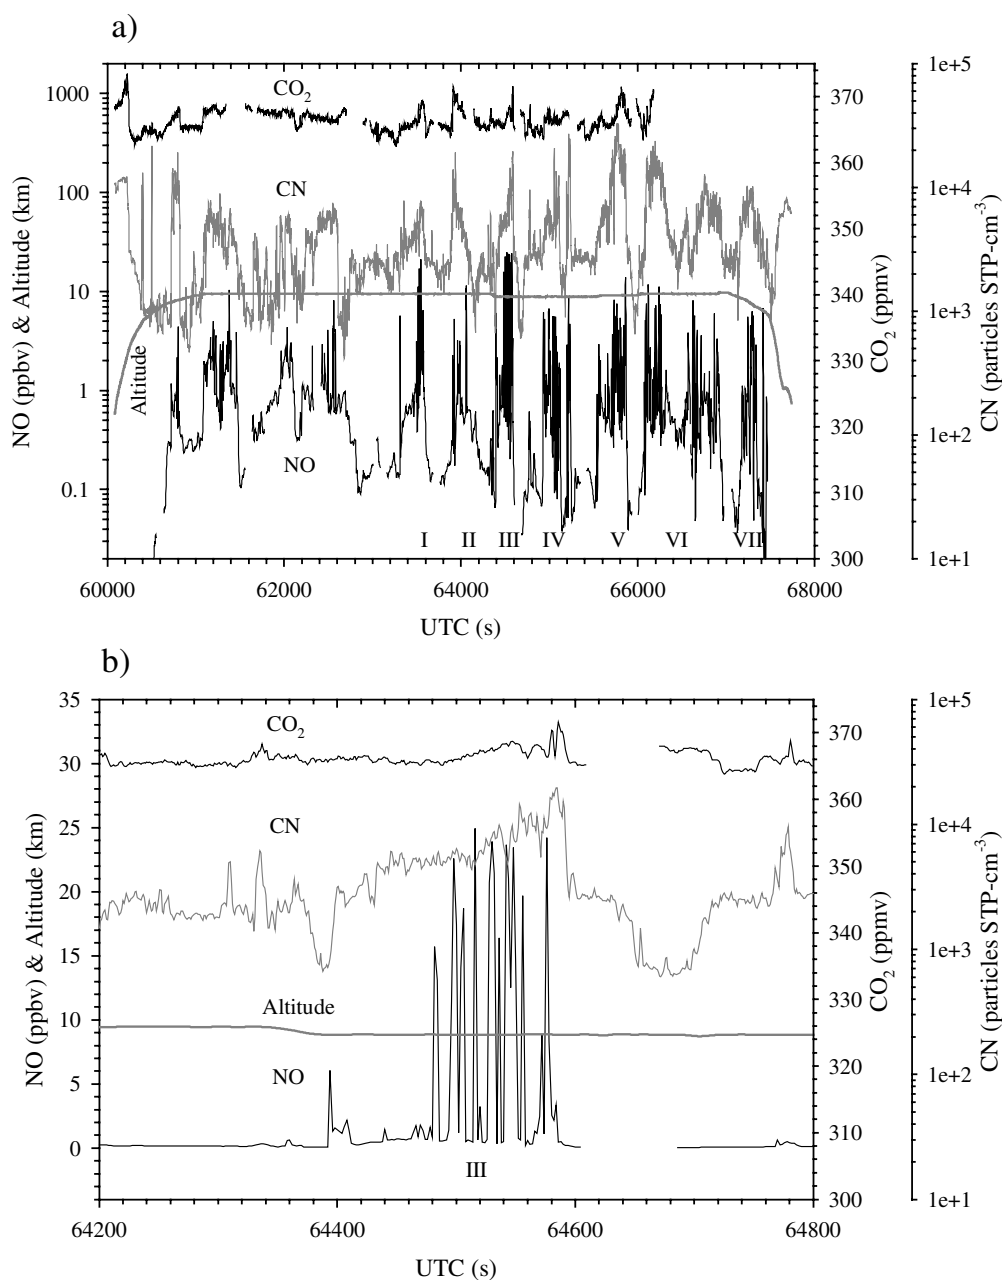 a)
1000
100
10
1
0.1
NO (ppbv) & Altitude (km)
CO2
CN
Altitude
NO
I II III IV V VI VII
60000 62000 64000 66000 68000
UTC (s)
370
360
350
340
330
320
310
300
CO2 (ppmv)
1e+5
1e+4
1e+3
1e+2
1e+1
CN (particles STP-cm-3)
b)
35
30
25
20
15
10
5
0
NO (ppbv) & Altitude (km)
CO2
CN
Altitude
NO
III
64200 64400 64600 64800
UTC (s)
370
360
350
340
330
320
310
300
CO2 (ppmv)
1e+5
1e+4
1e+3
1e+2
1e+1
CN (particles STP-cm-3)